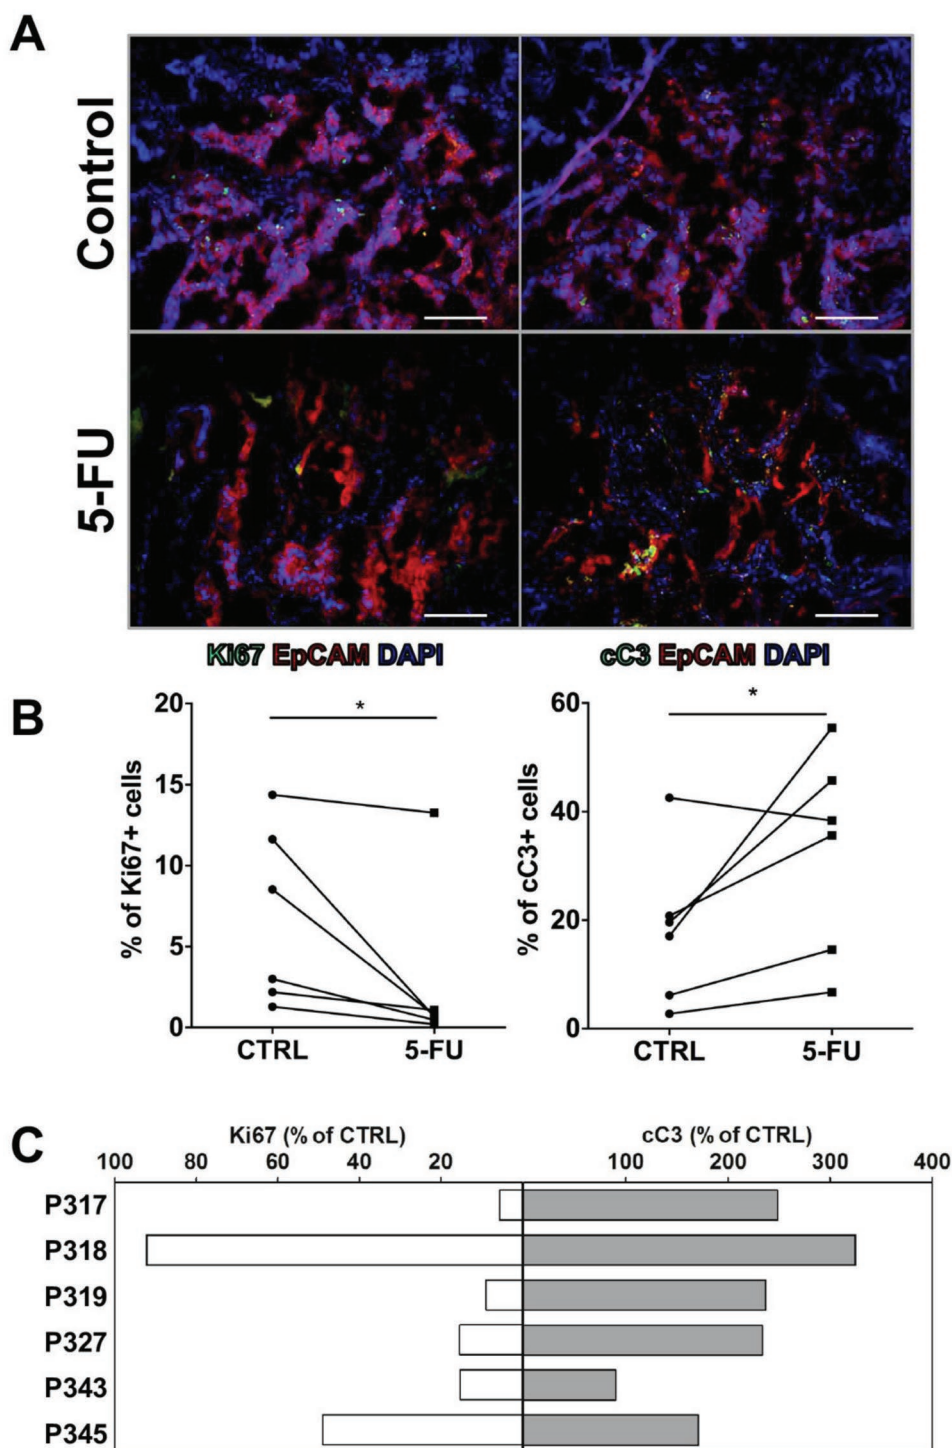 A
Control
5-FU
Ki67 EpCAM DAPI
cC3 EpCAM DAPI
B
% of Ki67+ cells
20
15
10
5
0
*
CTRL
5-FU
% of cC3+ cells
60
40
20
0
*
CTRL
5-FU
C
Ki67 (% of CTRL)
cC3 (% of CTRL)
100 80 60 40 20
100 200 300 400
P317
P318
P319
P327
P343
P345